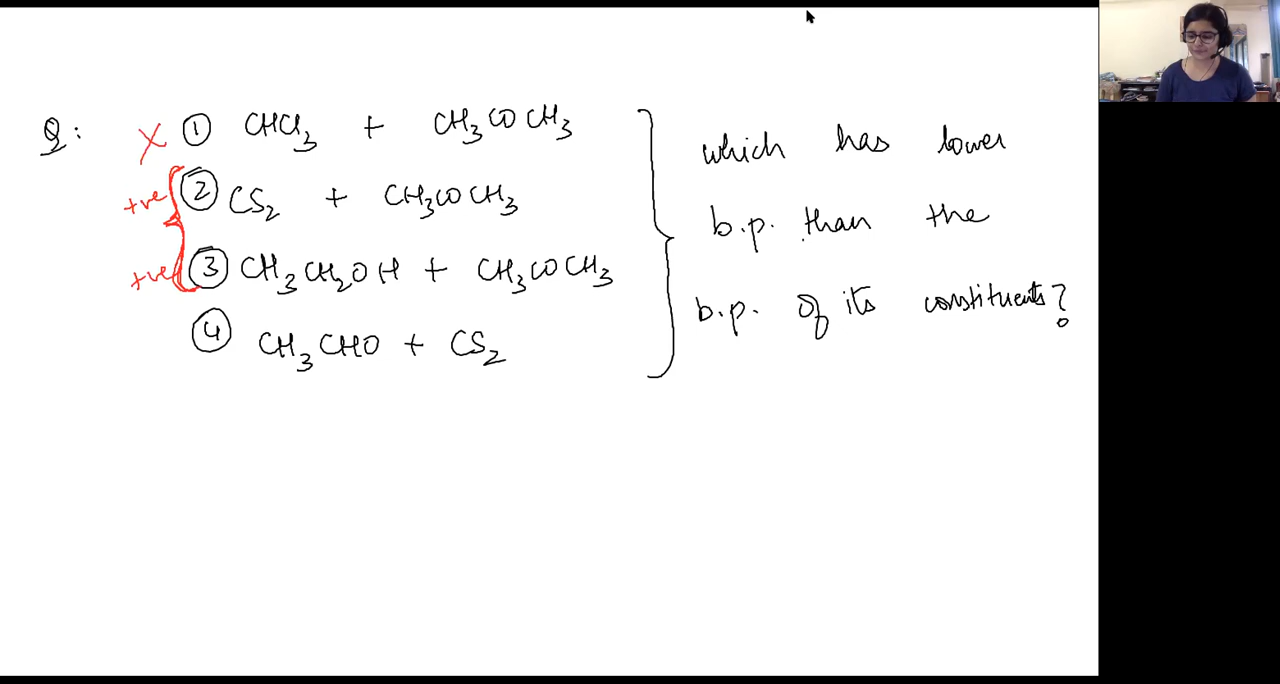 Q: X ① CHCl₃ + CH₃COCH₃
+ve ② CS₂ + CH₃COCH₃
+ve ③ CH₃CH₂OH + CH₃COCH₃
④ CH₃CHO + CS₂
which has lower
b.p. than the
b.p. of its constituents?